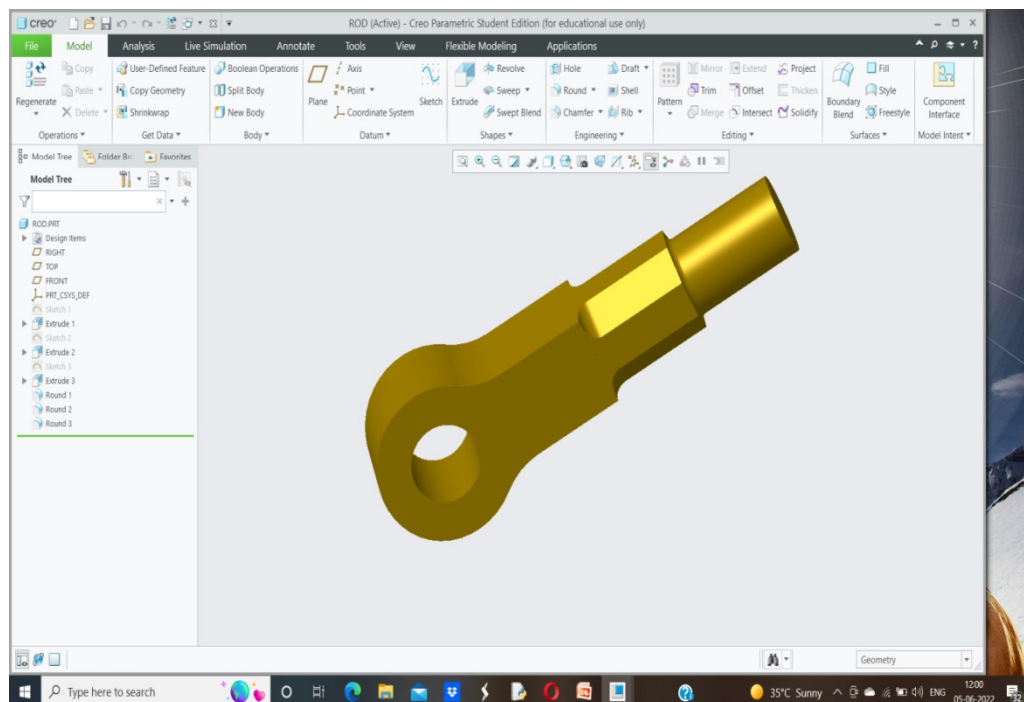 creo
ROD (Active) - Creo Parametric Student Edition (for educational use only)
File Model Analysis Live Simulation Annotate Tools View Flexible Modeling Applications
Regenerate
Copy
Paste
Delete
Operations
User-Defined Feature
Copy Geometry
Shrinkwrap
Get Data
Boolean Operations
Split Body
New Body
Body
Plane
Axis
Point
Coordinate System
Sketch
Datum
Extrude
Revolve
Sweep
Swept Blend
Shapes
Hole Draft
Round Shell
Chamfer Rib
Engineering
Pattern
Mirror Extend Project
Trim Offset Thicken
Merge Intersect Solidify
Editing
Boundary Blend
Fill
Style
Freestyle
Surfaces
Component Interface
Model Intent
Model Tree Folder Bro Favorites
Model Tree
ROD.PRT
Design Items
RIGHT
TOP
FRONT
PRT_CSYS_DEF
Sketch 1
Extrude 1
Sketch 2
Extrude 2
Sketch 3
Extrude 3
Round 1
Round 2
Round 3
Geometry
Type here to search
35°C Sunny
ENG
12:00
05-06-2022
32